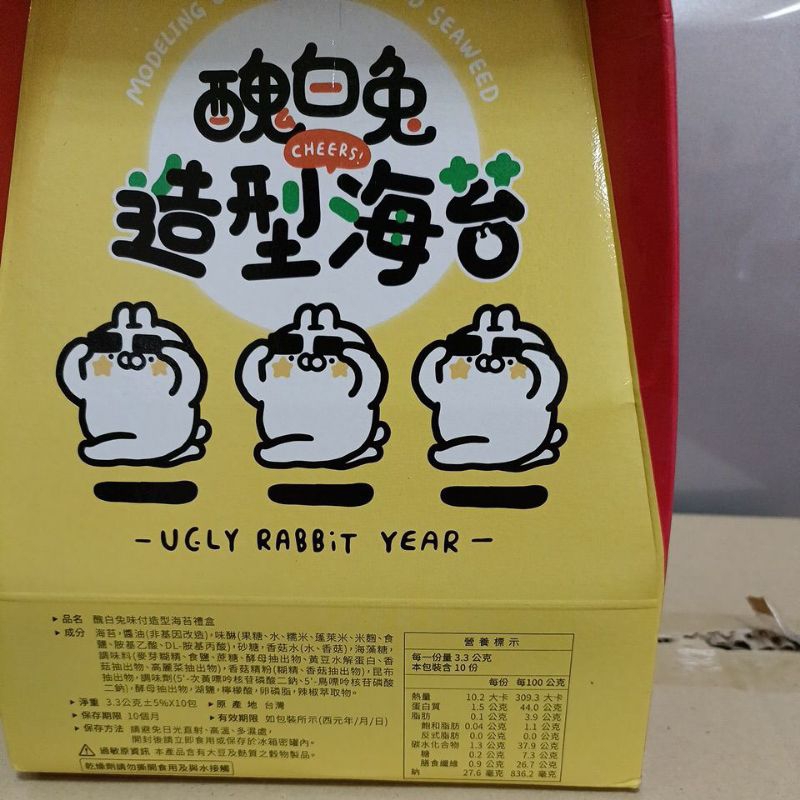 MODELING
D SEAWEED
醜白兔
CHEERS!
造型海苔
-UGLY RABBIT YEAR-
▸品名 醜白兔味付造型海苔禮盒
▸成分 海苔,醬油(非基因改造),味醂(果糖、水、糯米、蓬萊米、米麴、食
鹽、胺基乙酸、DL-胺基丙酸),砂糖,香菇水(水、香菇),海藻糖,
調味料(麥芽糊精、食鹽、蔗糖、酵母抽出物、黃豆水解蛋白、香
菇抽出物、高麗菜抽出物),香菇精粉(糊精、香菇抽出物),昆布
抽出物,調味劑(5'-次黃嘌呤核苷磷酸二鈉、5'-鳥嘌呤核苷磷酸
二鈉),酵母抽出物,湖鹽,檸檬酸,卵磷脂,辣椒萃取物。
▸淨重 3.3公克±5%X10包 ▸原產地 台灣
▸保存期限 10個月 ▸有效期限 如包裝所示(西元年/月/日)
▸保存方法 請避免日光直射、高溫、多濕處,
開封後請立即食用或保存於冰箱密罐內。
過敏原資訊 本產品含有大豆及麩質之穀物製品。
乾燥劑請勿撕開食用及與水接觸
營養標示
每一份量 3.3 公克
本包裝含 10 份
每份 每100公克
熱量 10.2 大卡 309.3 大卡
蛋白質 1.5 公克 44.0 公克
脂肪 0.1 公克 3.9 公克
飽和脂肪 0.04 公克 1.1 公克
反式脂肪 0.0 公克 0.0 公克
碳水化合物 1.3 公克 37.9 公克
糖 0.2 公克 7.3 公克
膳食纖維 0.9 公克 26.7 公克
鈉 27.6 毫克 836.2 毫克